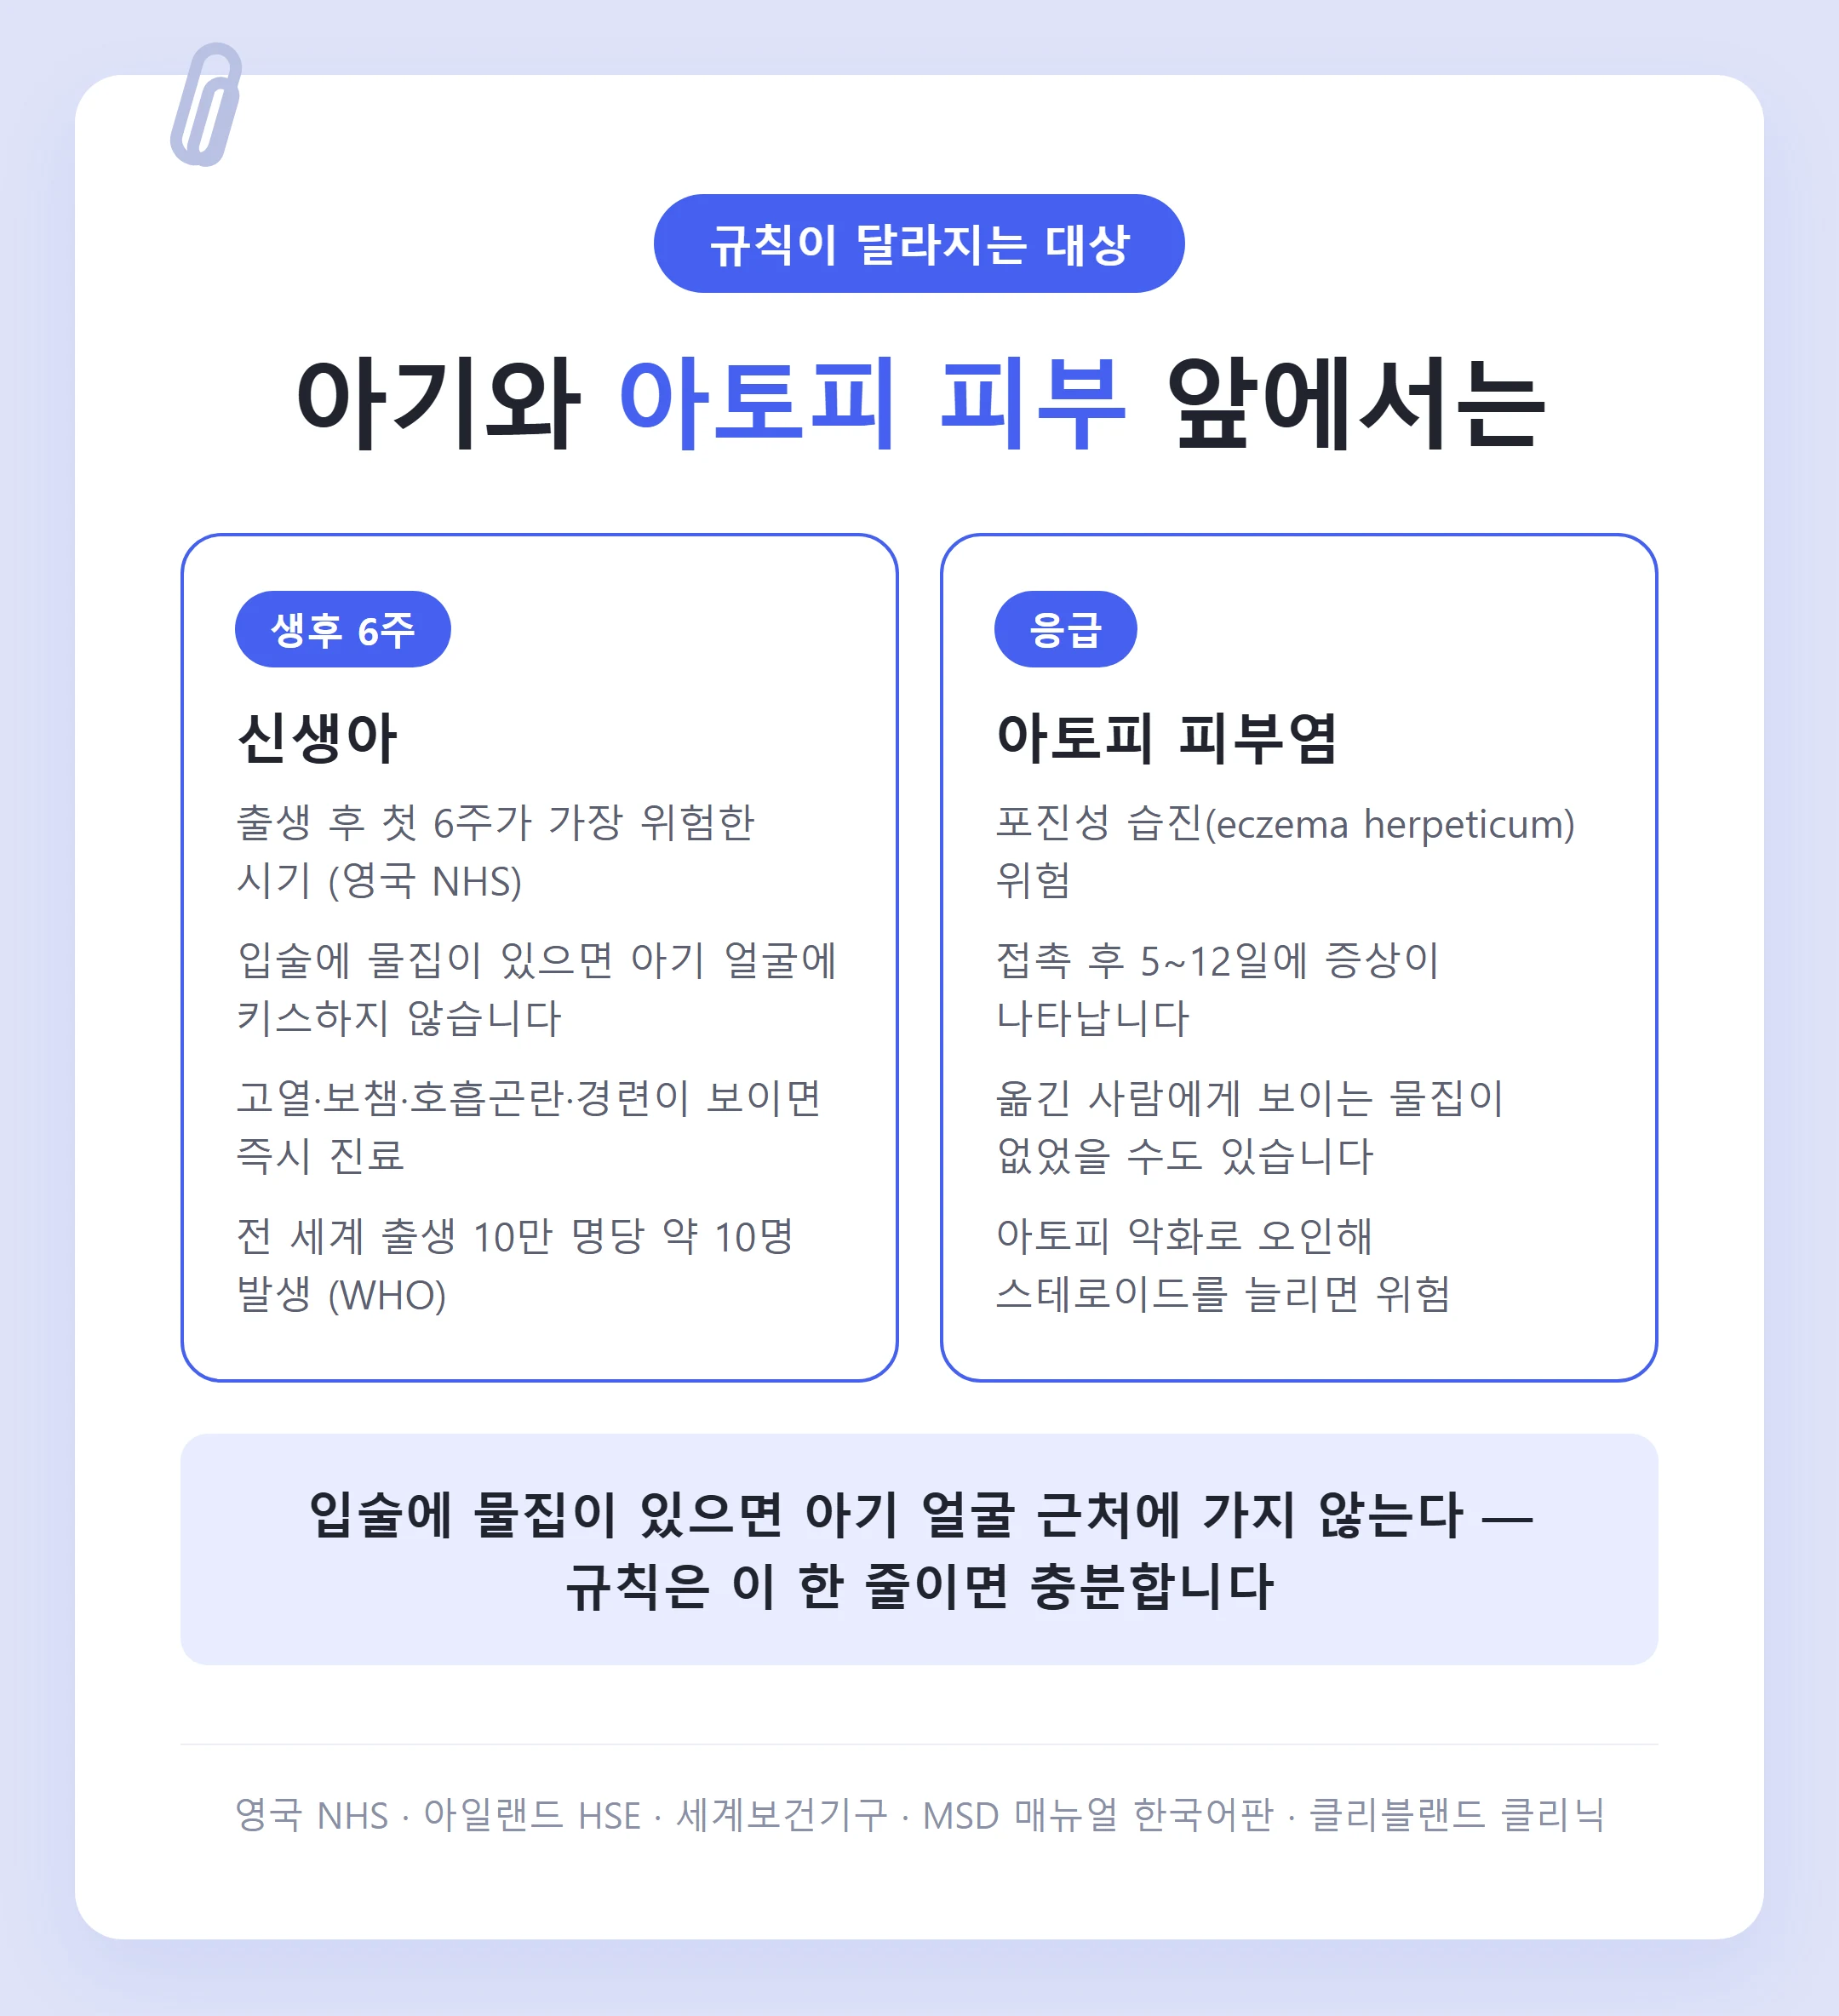 규칙이 달라지는 대상
아기와 아토피 피부 앞에서는
생후 6주
신생아
출생 후 첫 6주가 가장 위험한
시기 (영국 NHS)
입술에 물집이 있으면 아기 얼굴에
키스하지 않습니다
고열·보챔·호흡곤란·경련이 보이면
즉시 진료
전 세계 출생 10만 명당 약 10명
발생 (WHO)
응급
아토피 피부염
포진성 습진(eczema herpeticum)
위험
접촉 후 5~12일에 증상이
나타납니다
옮긴 사람에게 보이는 물집이
없었을 수도 있습니다
아토피 악화로 오인해
스테로이드를 늘리면 위험
입술에 물집이 있으면 아기 얼굴 근처에 가지 않는다 —
규칙은 이 한 줄이면 충분합니다
영국 NHS · 아일랜드 HSE · 세계보건기구 · MSD 매뉴얼 한국어판 · 클리블랜드 클리닉